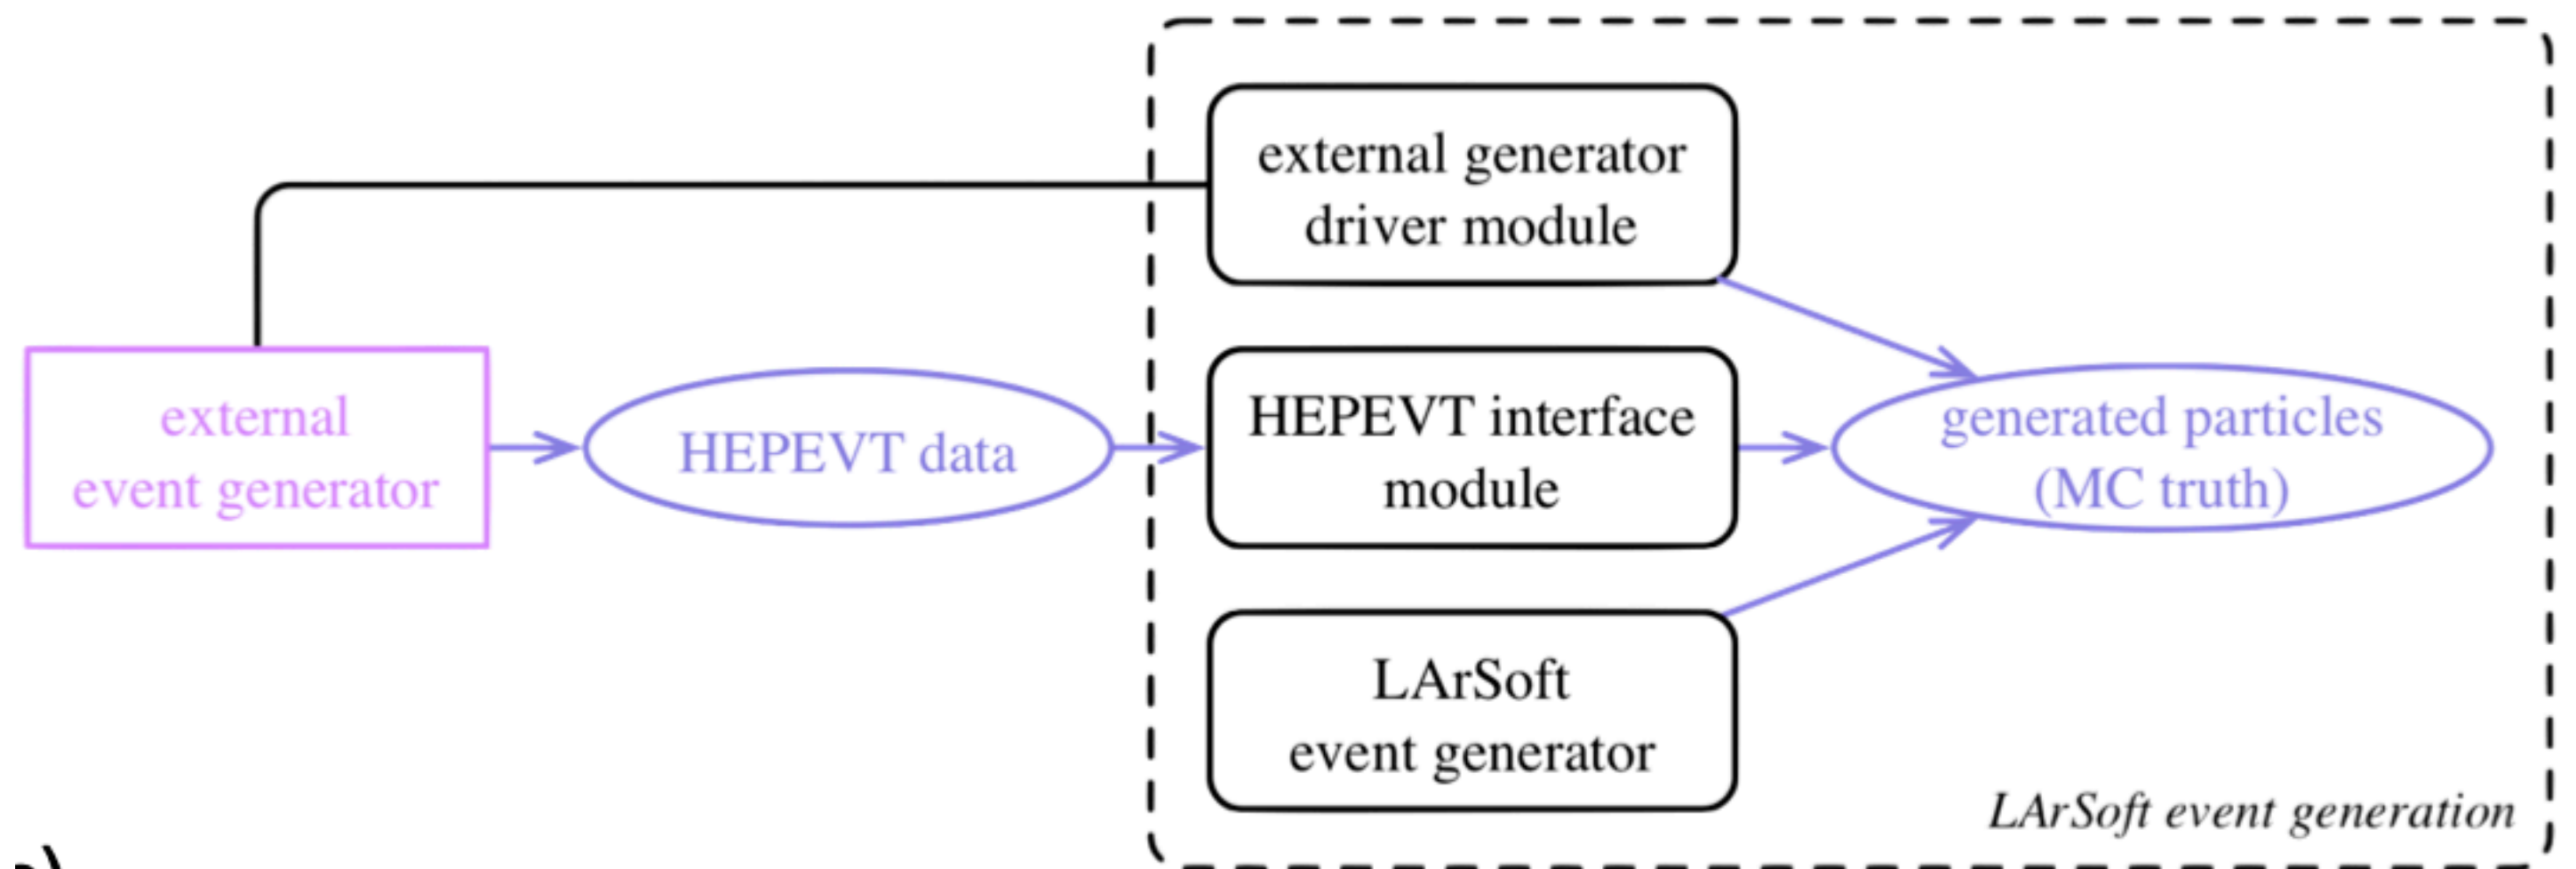 external generator
driver module
external
event generator
HEPEVT data
HEPEVT interface
module
generated particles
(MC truth)
LArSoft
event generator
LArSoft event generation